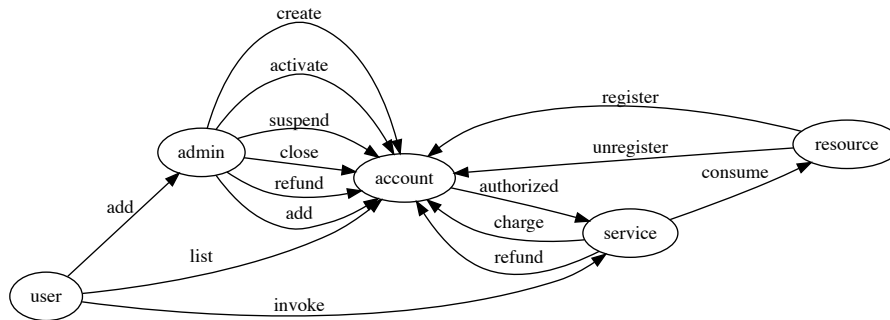 create
activate
suspend
admin
close
refund
add
add
list
user
invoke
account
authorized
charge
refund
service
register
unregister
consume
resource